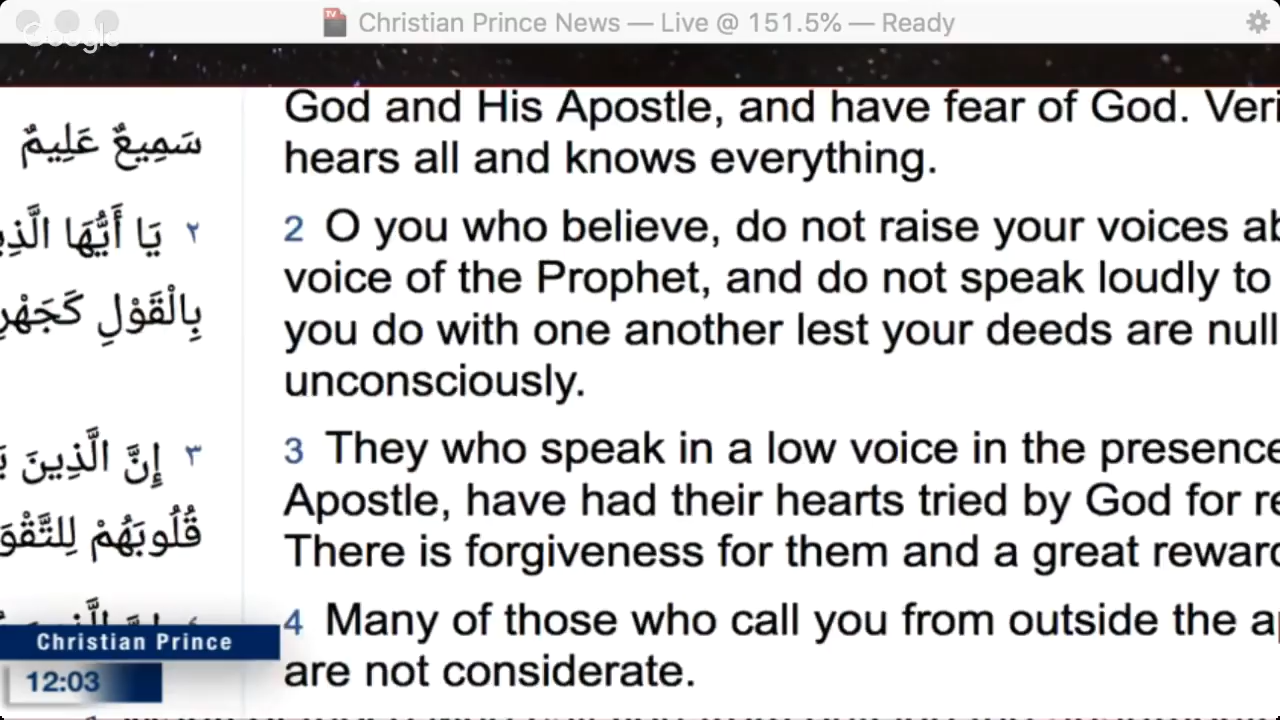 Christian Prince News — Live @ 151.5% — Ready
Google
God and His Apostle, and have fear of God. Veri
hears all and knows everything.
سَمِيعٌ عَلِيمٌ
2 O you who believe, do not raise your voices ab
voice of the Prophet, and do not speak loudly to
you do with one another lest your deeds are null
unconsciously.
٢ يَا أَيُّهَا الَّذِي
بِالْقَوْلِ كَجَهْرِ
3 They who speak in a low voice in the presence
Apostle, have had their hearts tried by God for re
There is forgiveness for them and a great reward
٣ إِنَّ الَّذِينَ يَ
قُلُوبَهُمْ لِلتَّقْوَ
4 Many of those who call you from outside the ap
are not considerate.
Christian Prince
12:03